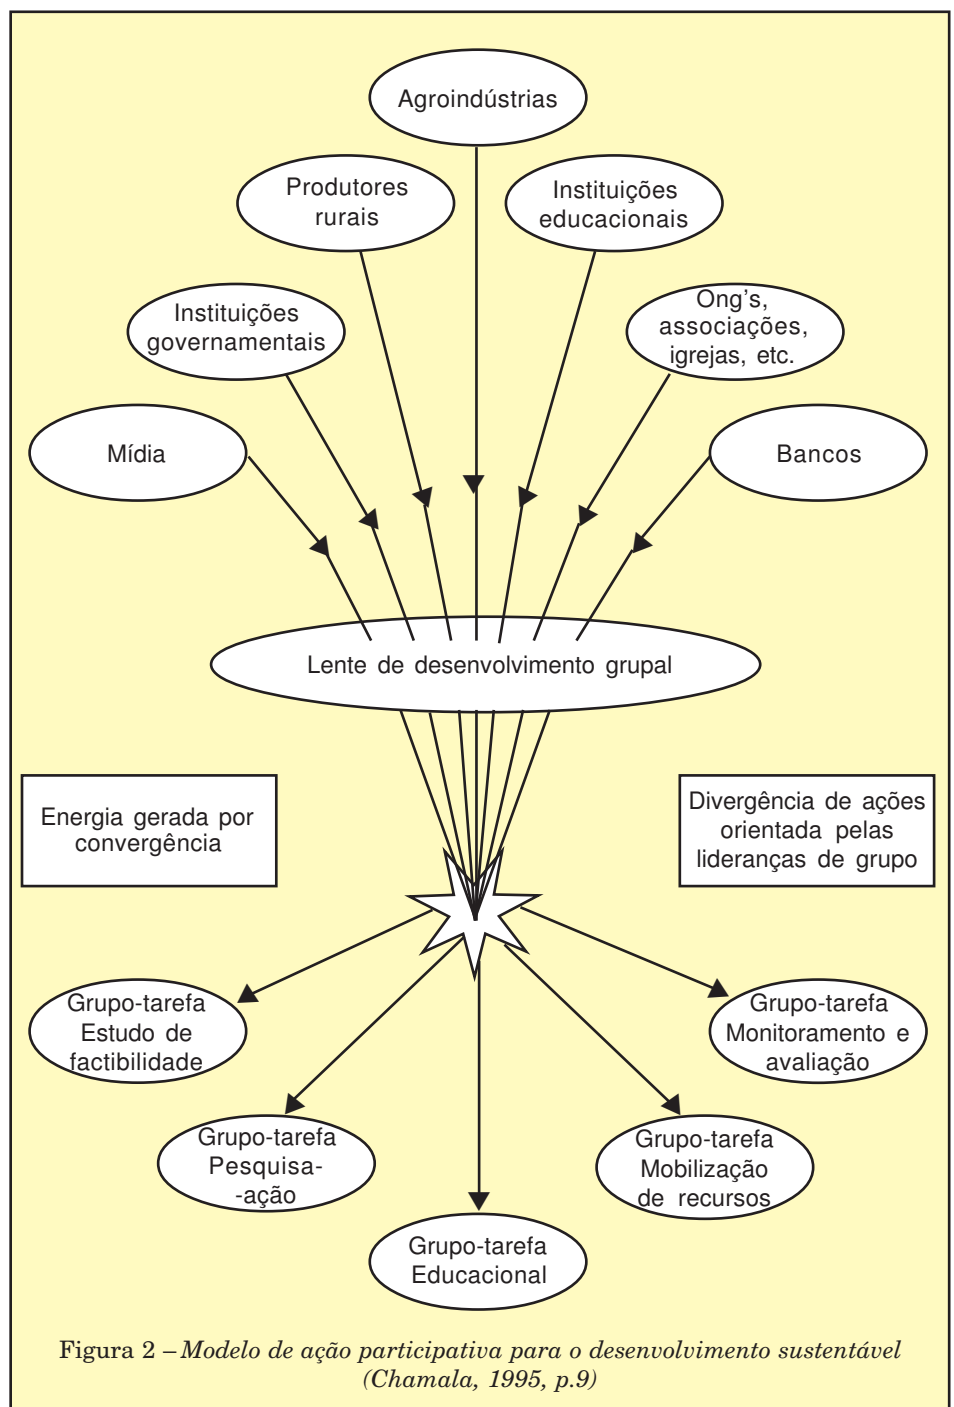 Agroindústrias
Produtores
rurais
Instituições
educacionais
Instituições
governamentais
Ong's,
associações,
igrejas, etc.
Mídia
Bancos
Lente de desenvolvimento grupal
Energia gerada por
convergência
Divergência de ações
orientada pelas
lideranças de grupo
Grupo-tarefa
Estudo de
factibilidade
Grupo-tarefa
Monitoramento e
avaliação
Grupo-tarefa
Pesquisa-
-ação
Grupo-tarefa
Mobilização
de recursos
Grupo-tarefa
Educacional
Figura 2 – Modelo de ação participativa para o desenvolvimento sustentável
(Chamala, 1995, p.9)